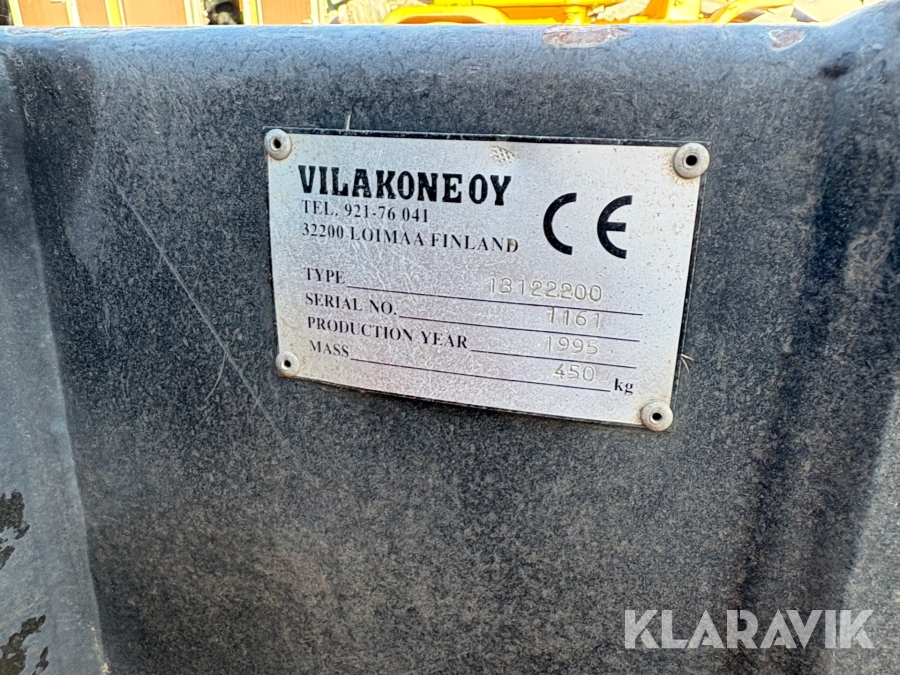 VILAKONE OY
TEL. 921-76 041
32200 LOIMAA FINLAND
CE
TYPE 13122200
SERIAL NO. 1161
PRODUCTION YEAR 1995
MASS 450 kg
KLARAVIK